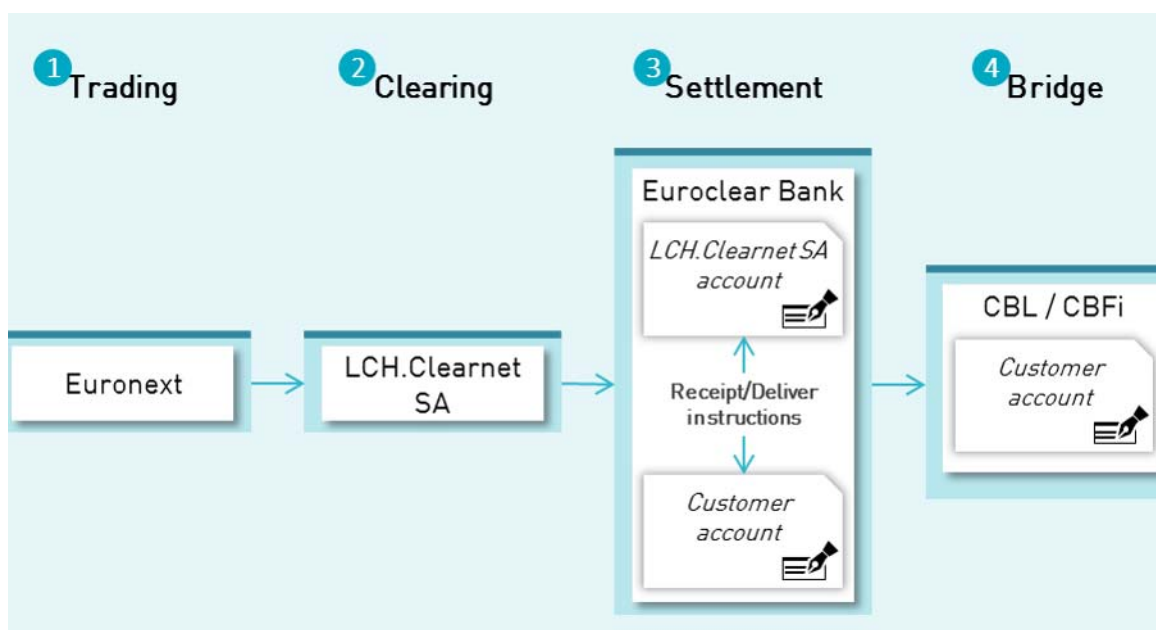 1 Trading
2 Clearing
3 Settlement
4 Bridge
Euronext
LCH.Clearnet
SA
Euroclear Bank
LCH.Clearnet SA
account
Receipt/Deliver
instructions
Customer
account
CBL / CBFi
Customer
account